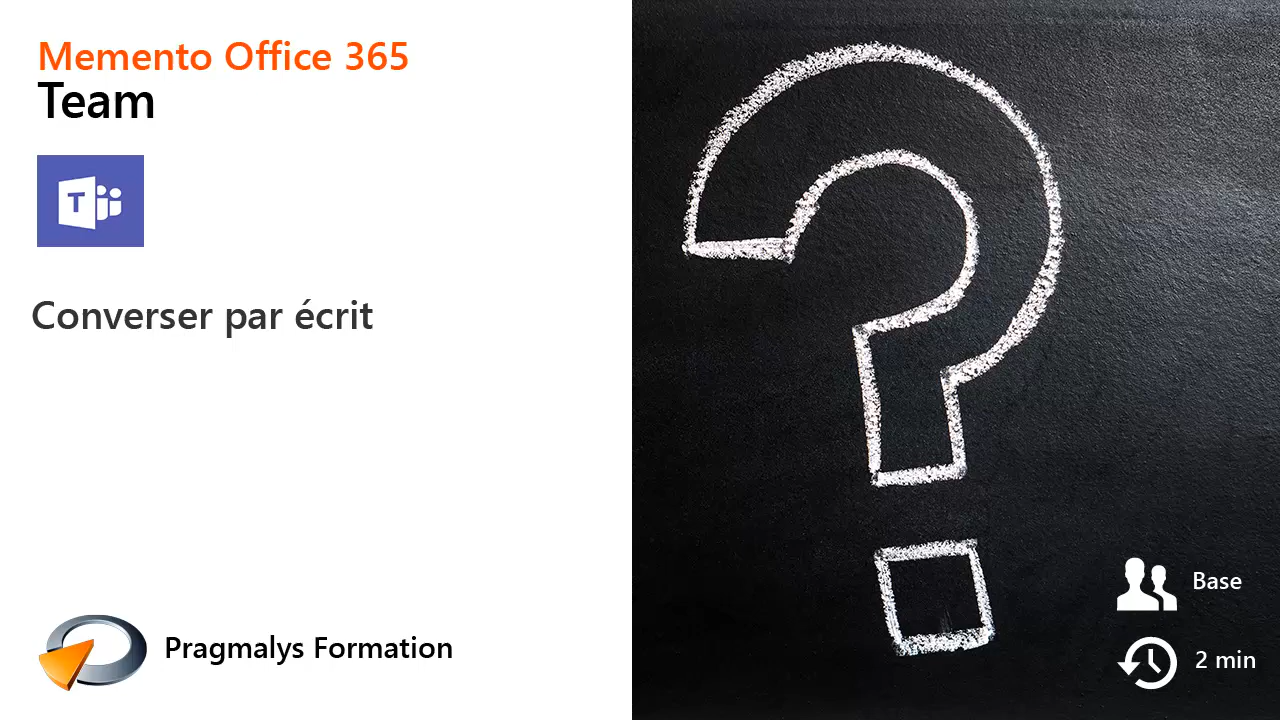 Memento Office 365
Team
T
Converser par écrit
Pragmalys Formation
Base
2 min